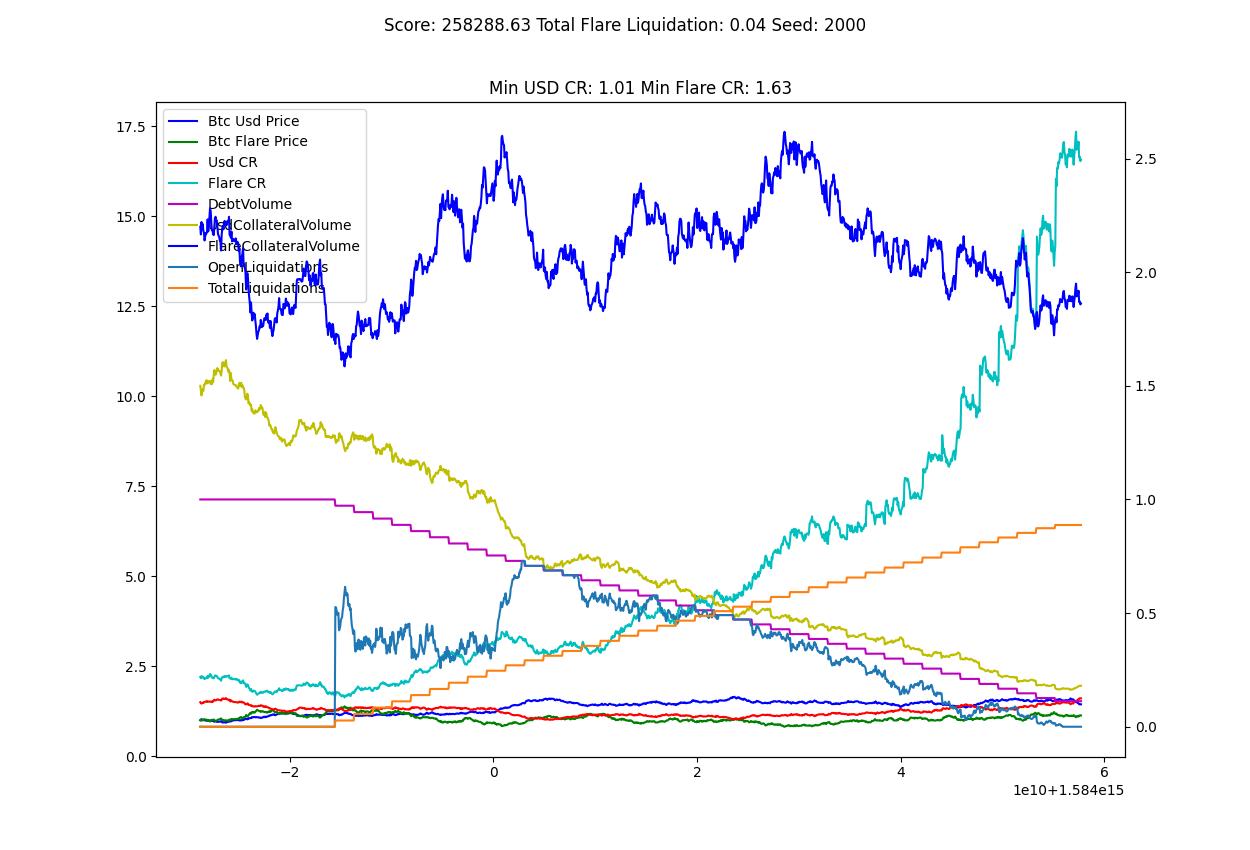 Score: 258288.63 Total Flare Liquidation: 0.04 Seed: 2000
Min USD CR: 1.01 Min Flare CR: 1.63
Btc Usd Price
Btc Flare Price
Usd CR
Flare CR
DebtVolume
UsdCollateralVolume
FlareCollateralVolume
OpenLiquidations
TotalLiquidations
17.5
15.0
12.5
10.0
7.5
5.0
2.5
0.0
2.5
2.0
1.5
1.0
0.5
0.0
−2
0
2
4
6
1e10+1.584e15